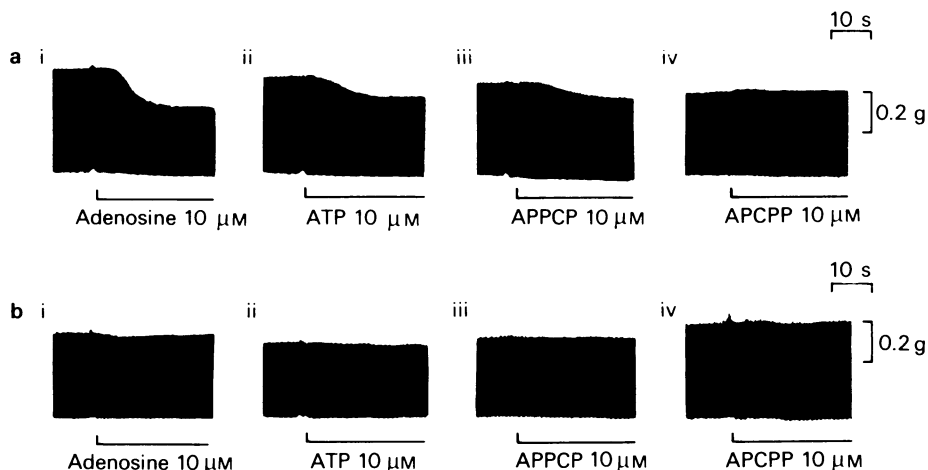 10 s
a i ii iii iv
0.2 g
Adenosine 10 µM ATP 10 µM APPCP 10 µM APCPP 10 µM
10 s
b i ii iii iv
0.2 g
Adenosine 10 µM ATP 10 µM APPCP 10 µM APCPP 10 µM